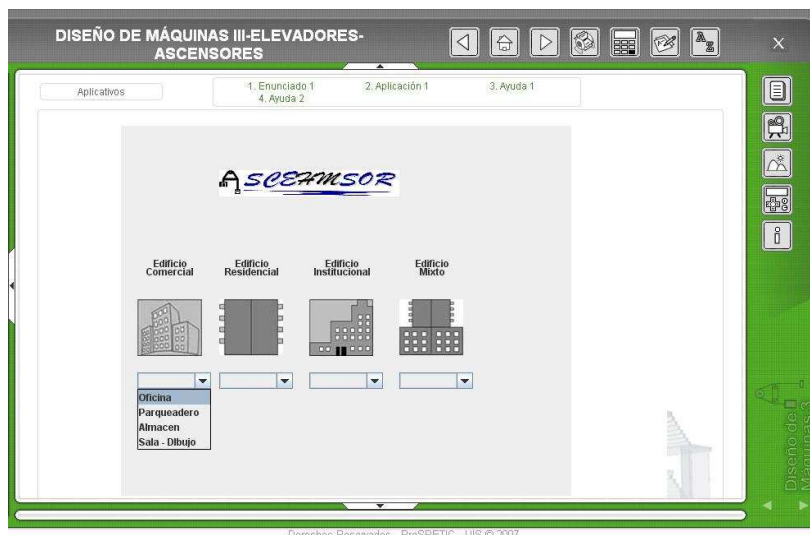 DISEÑO DE MÁQUINAS III-ELEVADORES-
ASCENSORES
X
Aplicativos
1. Enunciado 1
2. Aplicación 1
3. Ayuda 1
4. Ayuda 2
ASCEHMSOR
Edificio
Comercial
Edificio
Residencial
Edificio
Institucional
Edificio
Mixto
Oficina
Parqueadero
Almacen
Sala - DIbujo
Diseño de
Máquinas 3
Derechos Reservados - ProSPETIC - UIS © 2007